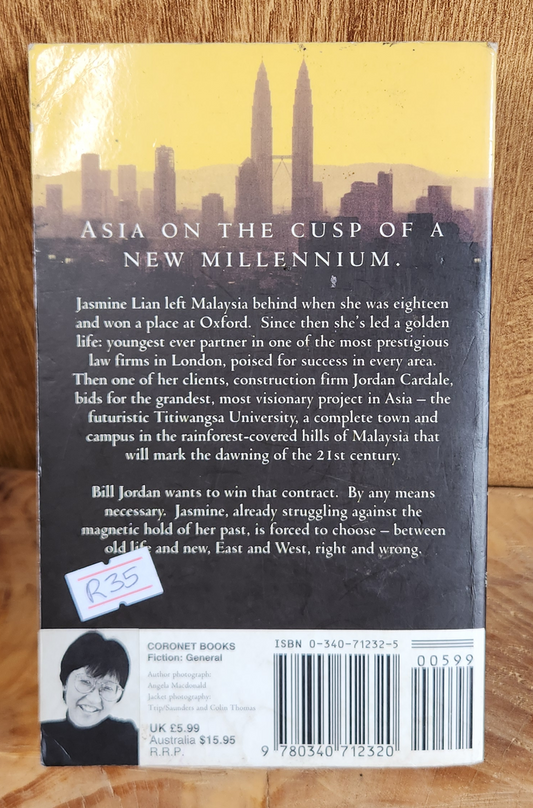 ASIA ON THE CUSP OF A
NEW MILLENNIUM.
Jasmine Lian left Malaysia behind when she was eighteen
and won a place at Oxford. Since then she's led a golden
life: youngest ever partner in one of the most prestigious
law firms in London, poised for success in every area.
Then one of her clients, construction firm Jordan Cardale,
bids for the grandest, most visionary project in Asia – the
futuristic Titiwangsa University, a complete town and
campus in the rainforest-covered hills of Malaysia that
will mark the dawning of the 21st century.
Bill Jordan wants to win that contract. By any means
necessary. Jasmine, already struggling against the
magnetic hold of her past, is forced to choose – between
old life and new, East and West, right and wrong.
R35
CORONET BOOKS
Fiction: General
Author photograph:
Angela Macdonald
Jacket photography:
Trip/Saunders and Colin Thomas
UK £5.99
Australia $15.95
R.R.P.
ISBN 0-340-71232-5
00599
9 780340 712320